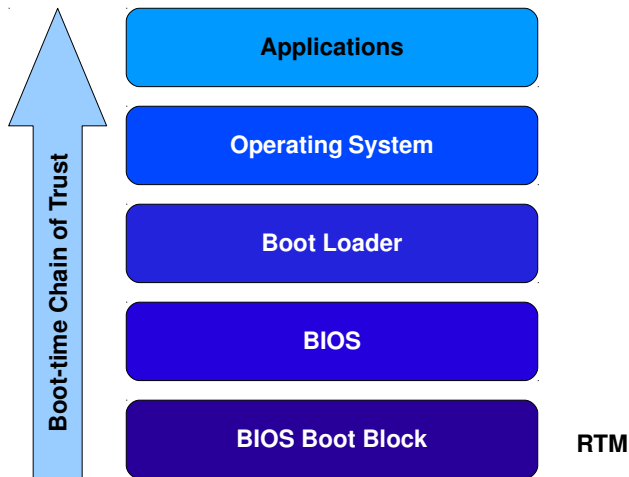 Applications
Operating System
Boot Loader
BIOS
BIOS Boot Block
RTM
Boot-time Chain of Trust